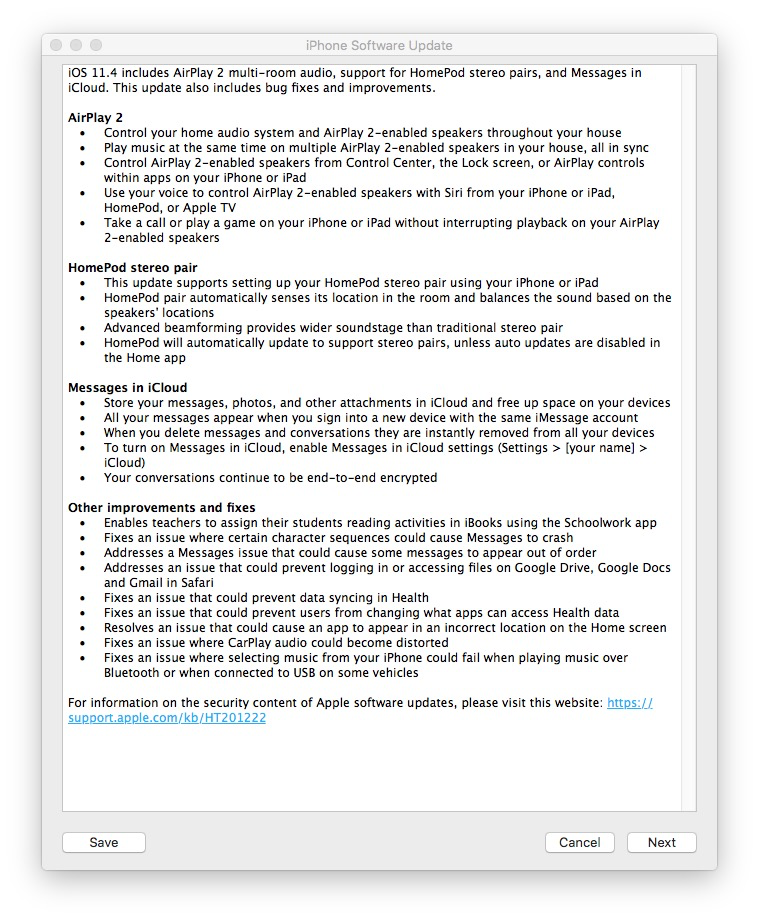 iPhone Software Update
iOS 11.4 includes AirPlay 2 multi-room audio, support for HomePod stereo pairs, and Messages in
iCloud. This update also includes bug fixes and improvements.
AirPlay 2
• Control your home audio system and AirPlay 2-enabled speakers throughout your house
• Play music at the same time on multiple AirPlay 2-enabled speakers in your house, all in sync
• Control AirPlay 2-enabled speakers from Control Center, the Lock screen, or AirPlay controls
within apps on your iPhone or iPad
• Use your voice to control AirPlay 2-enabled speakers with Siri from your iPhone or iPad,
HomePod, or Apple TV
• Take a call or play a game on your iPhone or iPad without interrupting playback on your AirPlay
2-enabled speakers
HomePod stereo pair
• This update supports setting up your HomePod stereo pair using your iPhone or iPad
• HomePod pair automatically senses its location in the room and balances the sound based on the
speakers’ locations
• Advanced beamforming provides wider soundstage than traditional stereo pair
• HomePod will automatically update to support stereo pairs, unless auto updates are disabled in
the Home app
Messages in iCloud
• Store your messages, photos, and other attachments in iCloud and free up space on your devices
• All your messages appear when you sign into a new device with the same iMessage account
• When you delete messages and conversations they are instantly removed from all your devices
• To turn on Messages in iCloud, enable Messages in iCloud settings (Settings > [your name] >
iCloud)
• Your conversations continue to be end-to-end encrypted
Other improvements and fixes
• Enables teachers to assign their students reading activities in iBooks using the Schoolwork app
• Fixes an issue where certain character sequences could cause Messages to crash
• Addresses a Messages issue that could cause some messages to appear out of order
• Addresses an issue that could prevent logging in or accessing files on Google Drive, Google Docs
and Gmail in Safari
• Fixes an issue that could prevent data syncing in Health
• Fixes an issue that could prevent users from changing what apps can access Health data
• Resolves an issue that could cause an app to appear in an incorrect location on the Home screen
• Fixes an issue where CarPlay audio could become distorted
• Fixes an issue where selecting music from your iPhone could fail when playing music over
Bluetooth or when connected to USB on some vehicles
For information on the security content of Apple software updates, please visit this website: https://
support.apple.com/kb/HT201222
Save Cancel Next